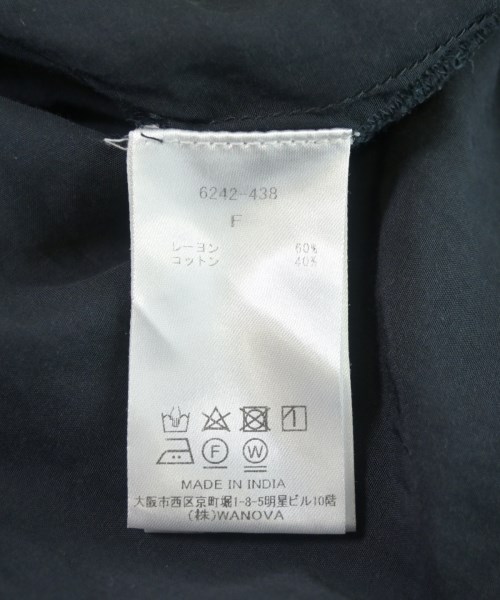 6242-438
F
レーヨン 60%
コットン 40%
F W
MADE IN INDIA
大阪市西区京町堀1-8-5明星ビル10階
(株)WANOVA